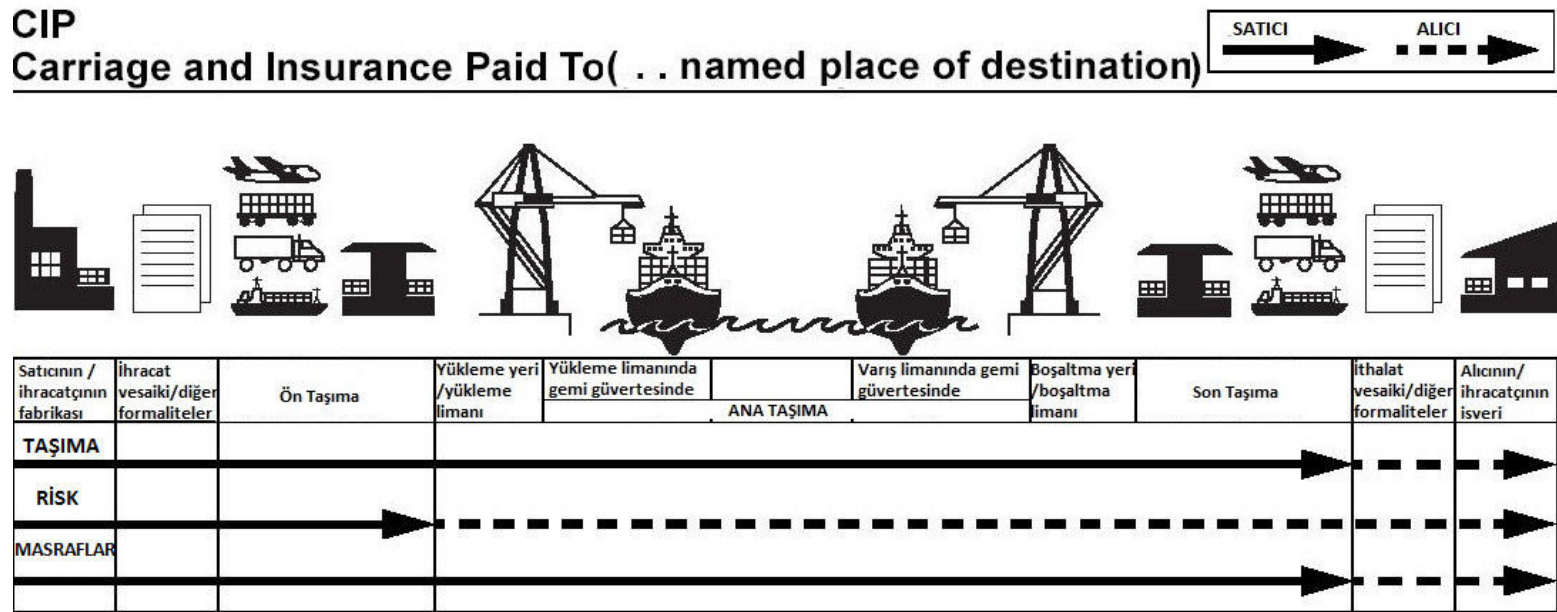 CIP
Carriage and Insurance Paid To( . . named place of destination)
SATICI
ALICI
Satıcının /
ihracatçının
fabrikası
İhracat
vesaiki/diğer
formaliteler
Ön Taşıma
Yükleme yeri
/yükleme
limanı
Yükleme limanında
gemi güvertesinde
Varış limanında gemi
güvertesinde
ANA TAŞIMA
Boşaltma yeri
/boşaltma
limanı
Son Taşıma
ithalat
vesaiki/diğer
formaliteler
Alıcının/
ihracatçının
isveri
TAŞIMA
RİSK
MASRAFLAR